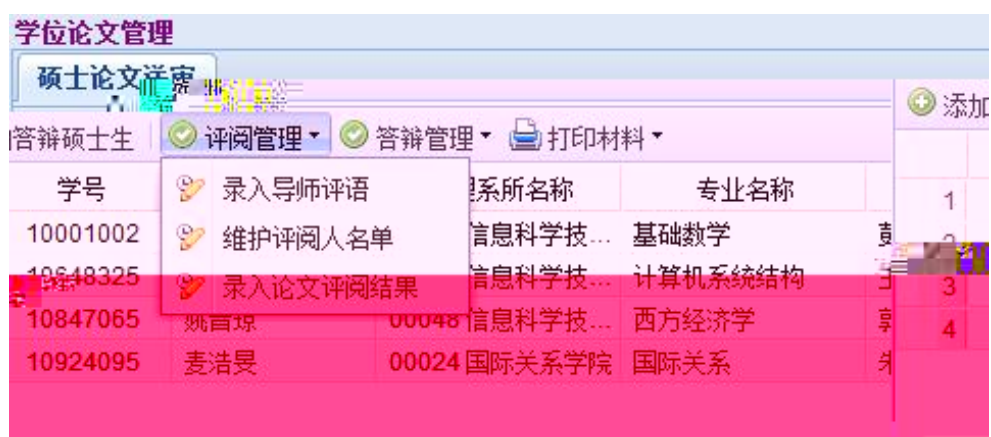 学位论文管理
硕士论文送审
答辩硕士生 评阅管理 答辩管理 打印材料 添加
学号 录入导师评语 系所名称 专业名称
1
10001002 维护评阅人名单 信息科学技... 基础数学
10648325 录入论文评阅结果 信息科学技... 计算机系统结构
3
10847065 00048 信息科学技... 西方经济学
4
10924095 麦浩旻 00024 国际关系学院 国际关系